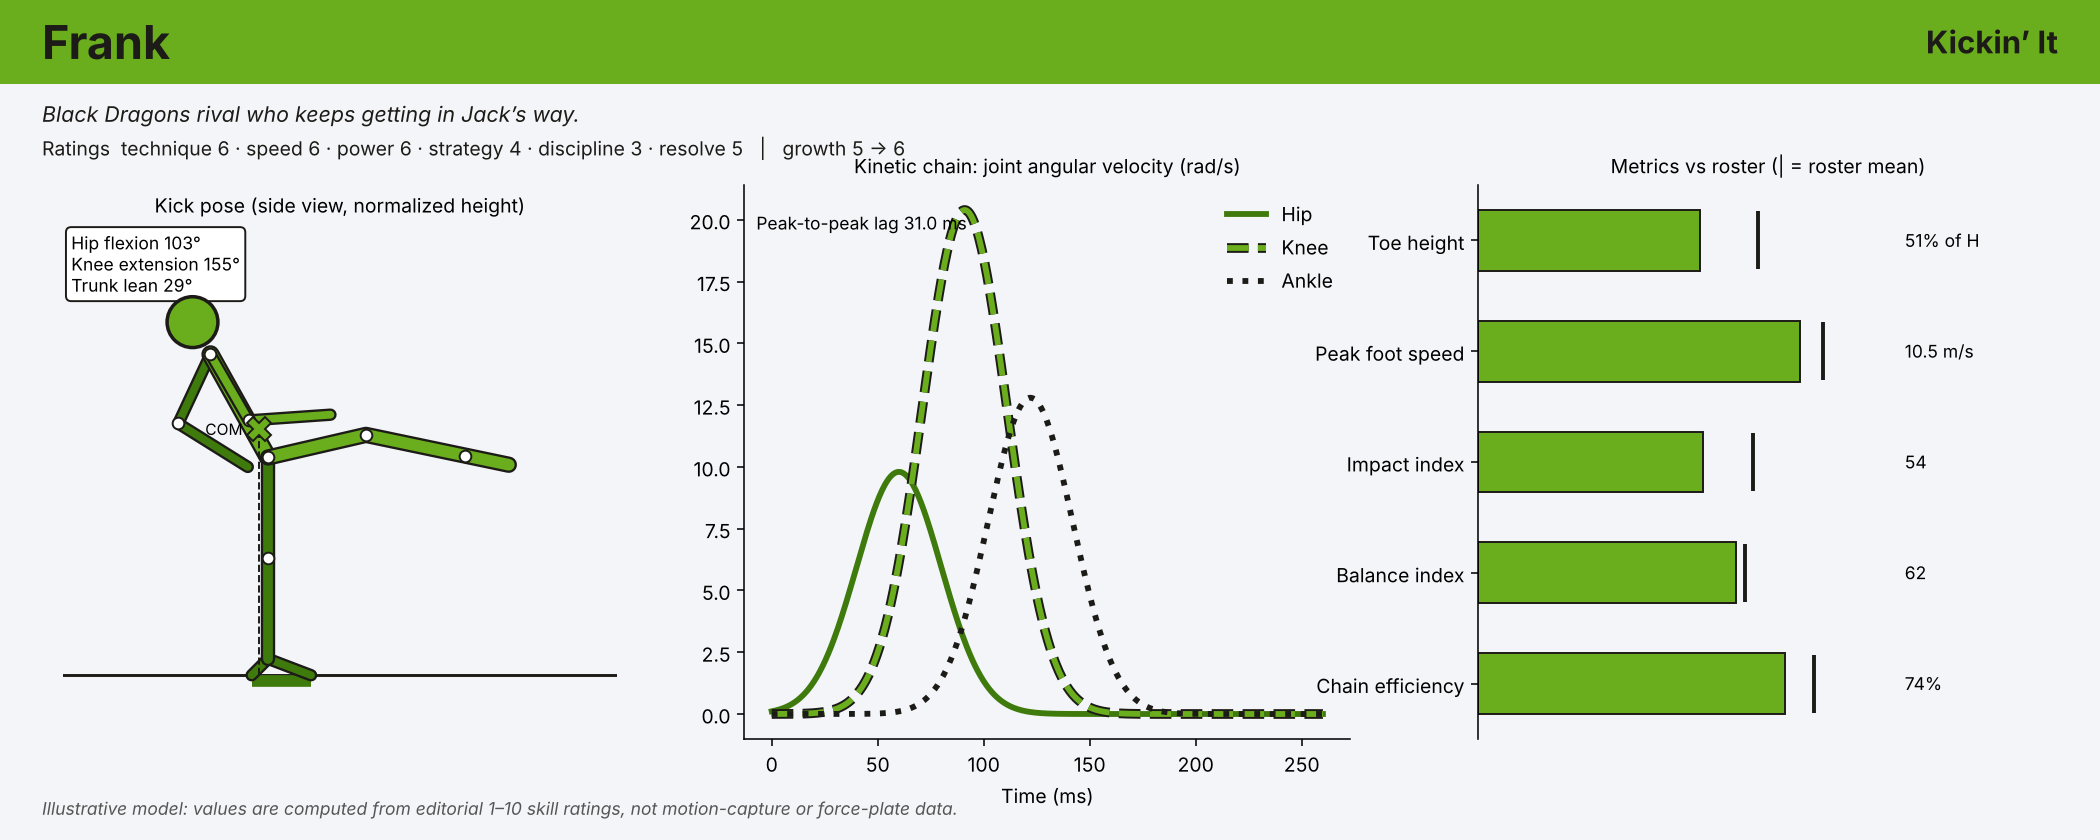 Frank
Kickin’ It
Black Dragons rival who keeps getting in Jack’s way.
Ratings  technique 6 · speed 6 · power 6 · strategy 4 · discipline 3 · resolve 5  |  growth 5 → 6
Kick pose (side view, normalized height)
Hip flexion 103°
Knee extension 155°
Trunk lean 29°
COM
Kinetic chain: joint angular velocity (rad/s)
Peak-to-peak lag 31.0 ms
Hip
Knee
Ankle
20.0
17.5
15.0
12.5
10.0
7.5
5.0
2.5
0.0
0 50 100 150 200 250
Time (ms)
Metrics vs roster (| = roster mean)
Toe height 51% of H
Peak foot speed 10.5 m/s
Impact index 54
Balance index 62
Chain efficiency 74%
Illustrative model: values are computed from editorial 1–10 skill ratings, not motion-capture or force-plate data.